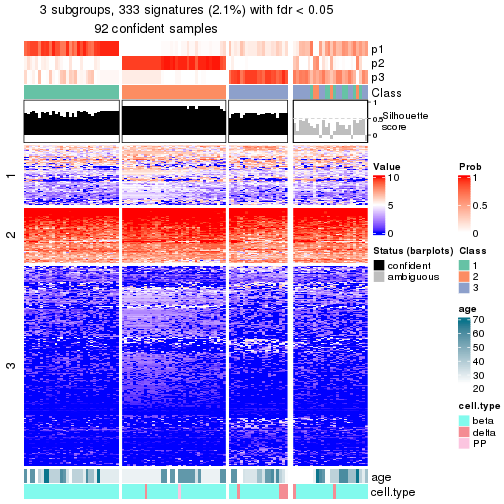 3 subgroups, 333 signatures (2.1%) with fdr < 0.05
92 confident samples
p1
p2
p3
Class
1
0.5
0
Silhouette
score
1
2
3
age
cell.type
Value
10
5
0
Prob
1
0.5
0
Status (barplots)
confident
ambiguous
Class
1
2
3
age
70
60
50
40
30
20
cell.type
beta
delta
PP